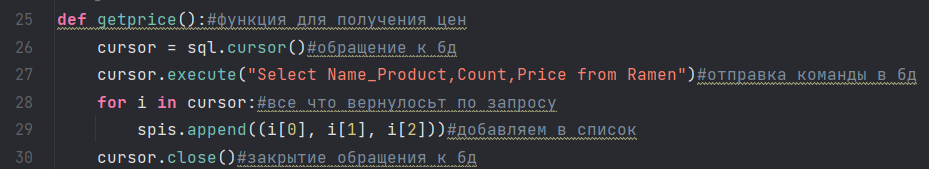 25 def getprice():#функция для получения цен
26 cursor = sql.cursor()#обращение к бд
27 cursor.execute("Select Name_Product,Count,Price from Ramen")#отправка команды в бд
28 for i in cursor:#все что вернулосьт по запросу
29 spis.append((i[0], i[1], i[2]))#добавляем в список
30 cursor.close()#закрытие обращения к бд